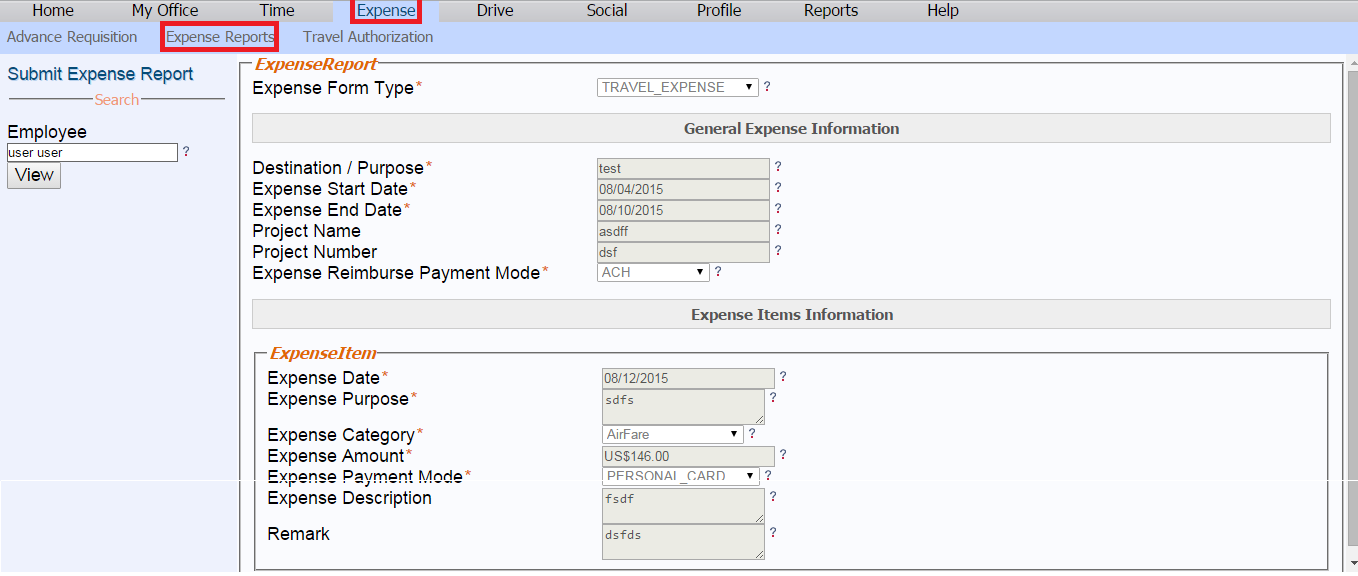 Home My Office Time Expense Drive Social Profile Reports Help
Advance Requisition Expense Reports Travel Authorization
Submit Expense Report
Search
Employee
user user ?
View
ExpenseReport
Expense Form Type* TRAVEL_EXPENSE ?
General Expense Information
Destination / Purpose* test ?
Expense Start Date* 08/04/2015 ?
Expense End Date* 08/10/2015 ?
Project Name asdff ?
Project Number dsf ?
Expense Reimburse Payment Mode* ACH ?
Expense Items Information
ExpenseItem
Expense Date* 08/12/2015 ?
Expense Purpose* sdfs ?
Expense Category* AirFare ?
Expense Amount* US$146.00 ?
Expense Payment Mode* PERSONAL_CARD ?
Expense Description fsdf ?
Remark dsfds ?